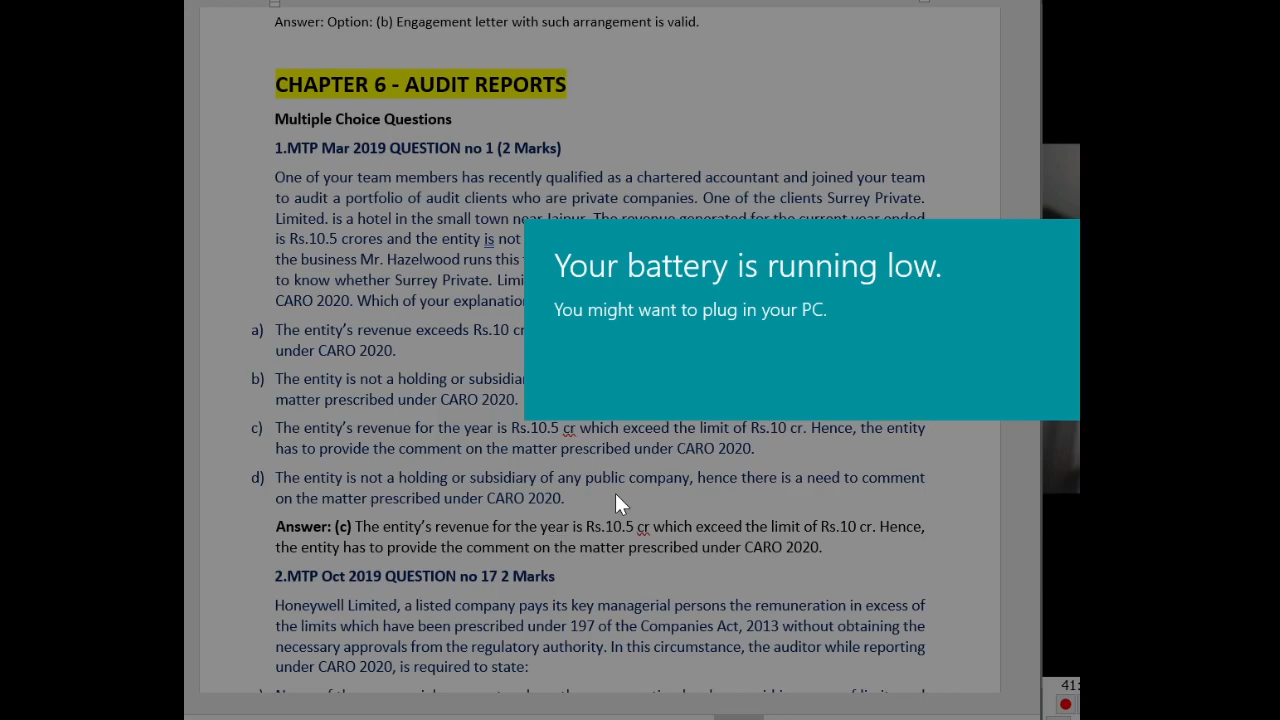 Answer: Option: (b) Engagement letter with such arrangement is valid.
CHAPTER 6 - AUDIT REPORTS
Multiple Choice Questions
1.MTP Mar 2019 QUESTION no 1 (2 Marks)
One of your team members has recently qualified as a chartered accountant and joined your team
to audit a portfolio of audit clients who are private companies. One of the clients Surrey Private.
Limited. is a hotel in the small town near Jaipur. The revenue generated for the current year ended
is Rs.10.5 crores and the entity is not
the business Mr. Hazelwood runs this
to know whether Surrey Private.
CARO 2020. Which of your explanation
a) The entity's revenue exceeds Rs.10 cr
under CARO 2020.
b) The entity is not a holding or
matter prescribed under CARO 2020.
Your battery is running low.
You might want to plug in your PC.
c) The entity's revenue for the year is Rs.10.5 cr which exceed the limit of Rs.10 cr. Hence, the entity
has to provide the comment on the matter prescribed under CARO 2020.
d) The entity is not a holding or subsidiary of any public company, hence there is a need to comment
on the matter prescribed under CARO 2020.
Answer: (c) The entity's revenue for the year is Rs.10.5 cr which exceed the limit of Rs.10 cr. Hence,
the entity has to provide the comment on the matter prescribed under CARO 2020.
2.MTP Oct 2019 QUESTION no 17 2 Marks
Honeywell Limited, a listed company pays its key managerial persons the remuneration in excess of
the limits which have been prescribed under 197 of the Companies Act, 2013 without obtaining the
necessary approvals from the regulatory authority. In this circumstance, the auditor while reporting
under CARO 2020, is required to state: